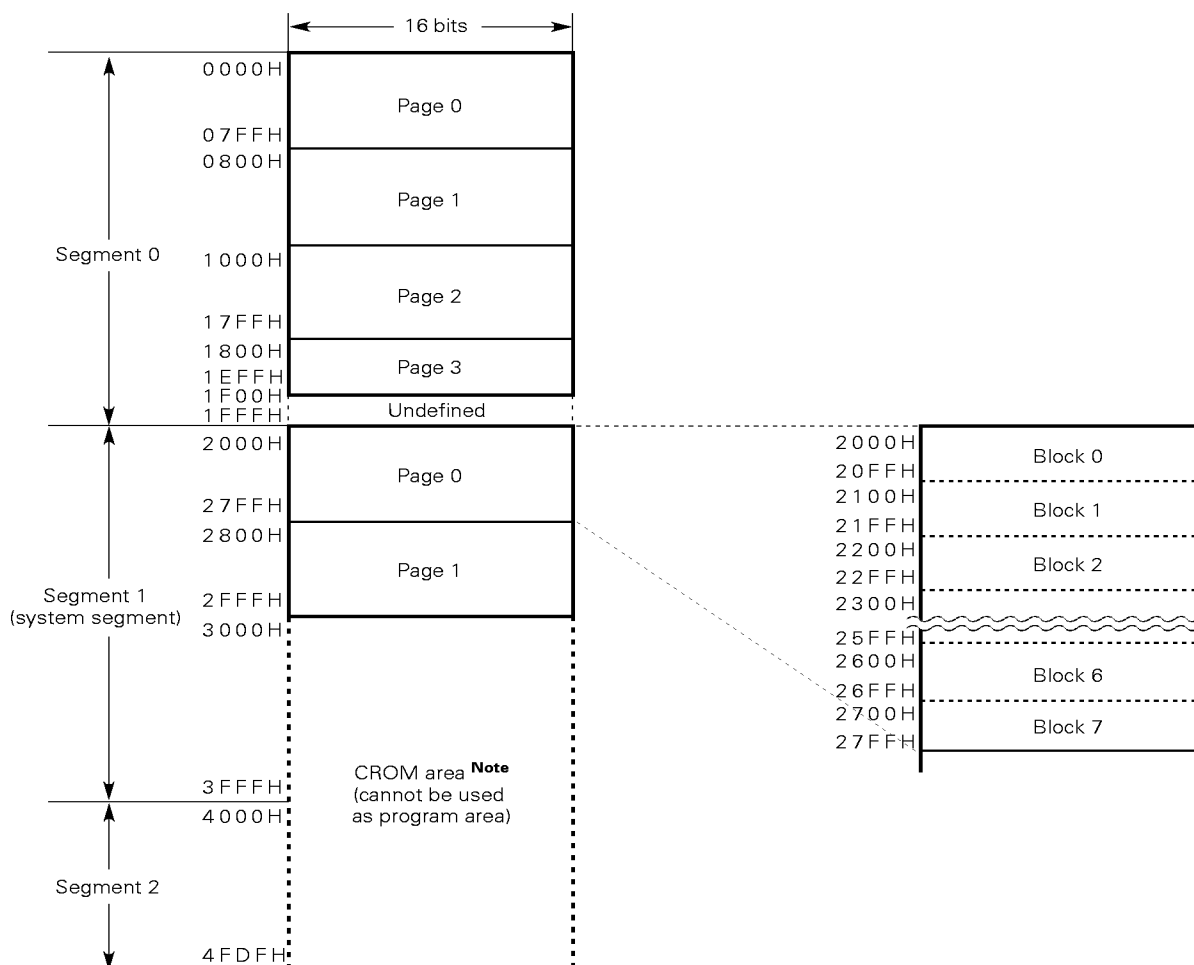 16 bits
0000H
Page 0
07FFH
0800H
Page 1
Segment 0
1000H
Page 2
17FFH
1800H
Page 3
1EFFH
1F00H
Undefined
1FFFH
2000H
Page 0
27FFH
2800H
Page 1
Segment 1
(system segment)
2FFFH
3000H
CROM area Note
(cannot be used
as program area)
3FFFH
4000H
Segment 2
4FDFH
2000H
Block 0
20FFH
2100H
Block 1
21FFH
2200H
Block 2
22FFH
2300H
25FFH
2600H
Block 6
26FFH
2700H
Block 7
27FFH